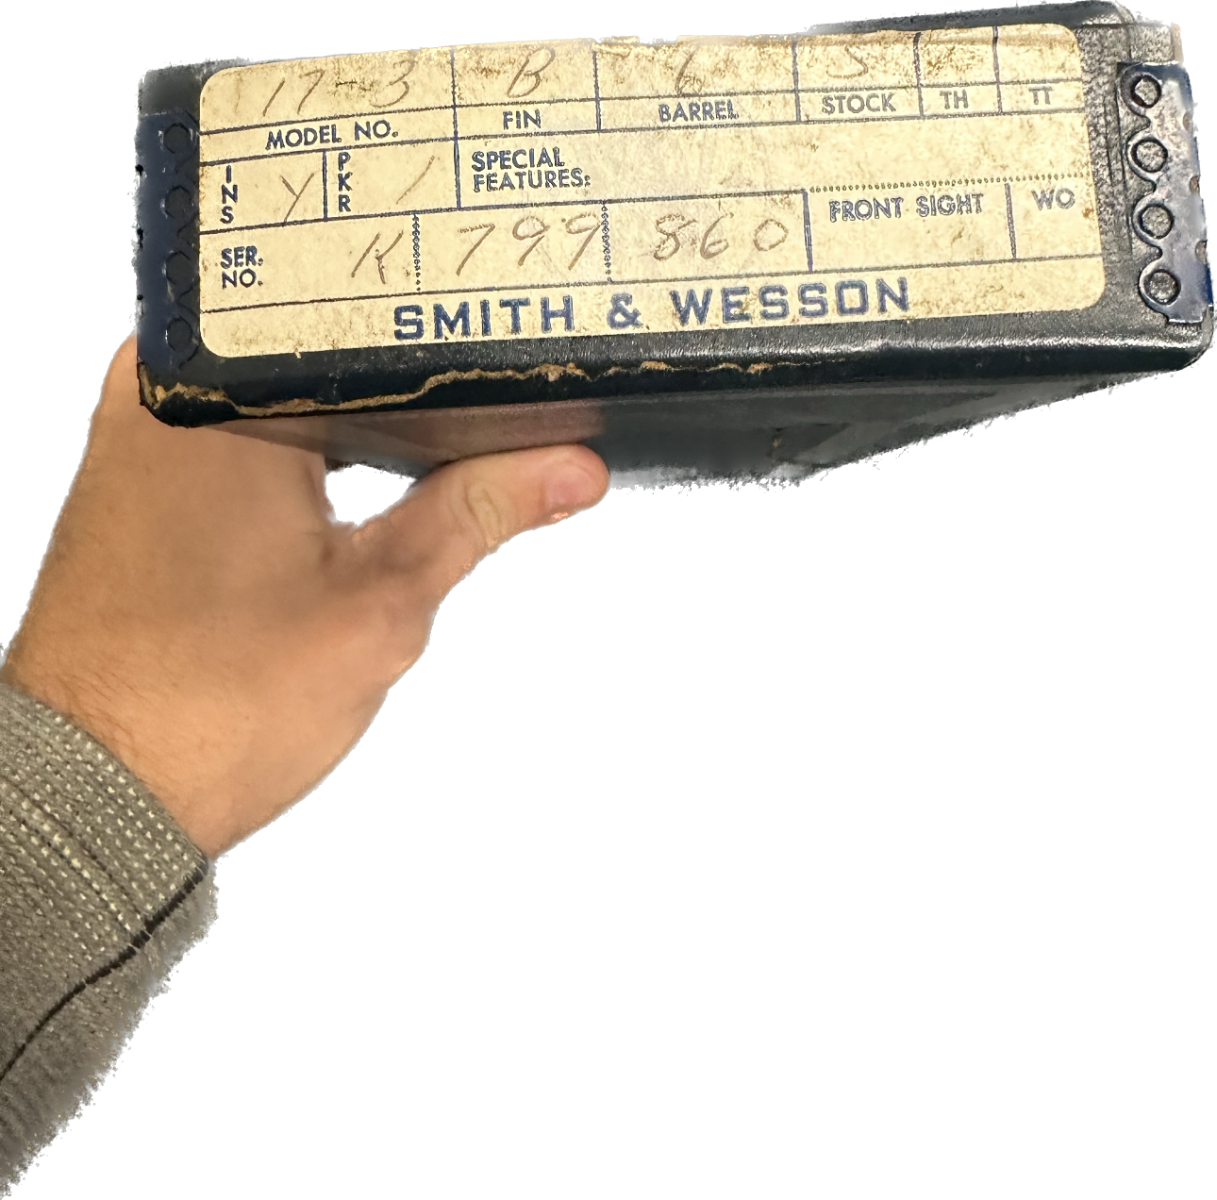 17-3 B 6 S
MODEL NO. FIN BARREL STOCK TH TT
INS Y PKR 1 SPECIAL FEATURES:
SER. NO. K 799 860 FRONT SIGHT WO
SMITH & WESSON